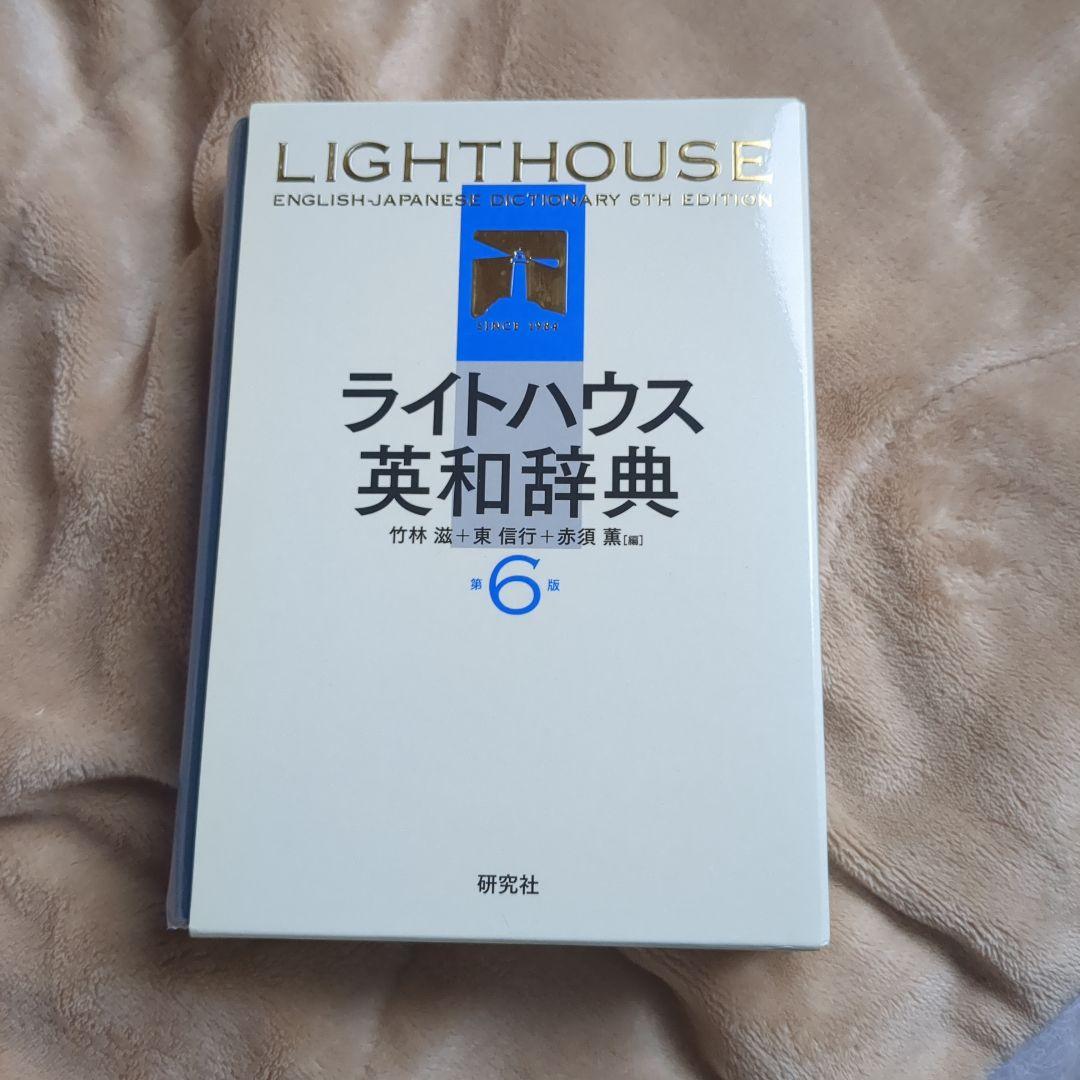 LIGHTHOUSE
ENGLISH-JAPANESE DICTIONARY 6TH EDITION
SINCE 1984
ライトハウス
英和辞典
竹林 滋+東 信行+赤須 薫[編]
第6版
研究社